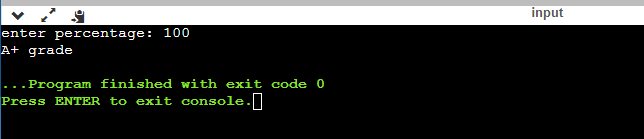 input
enter percentage: 100
A+ grade
...Program finished with exit code 0
Press ENTER to exit console.